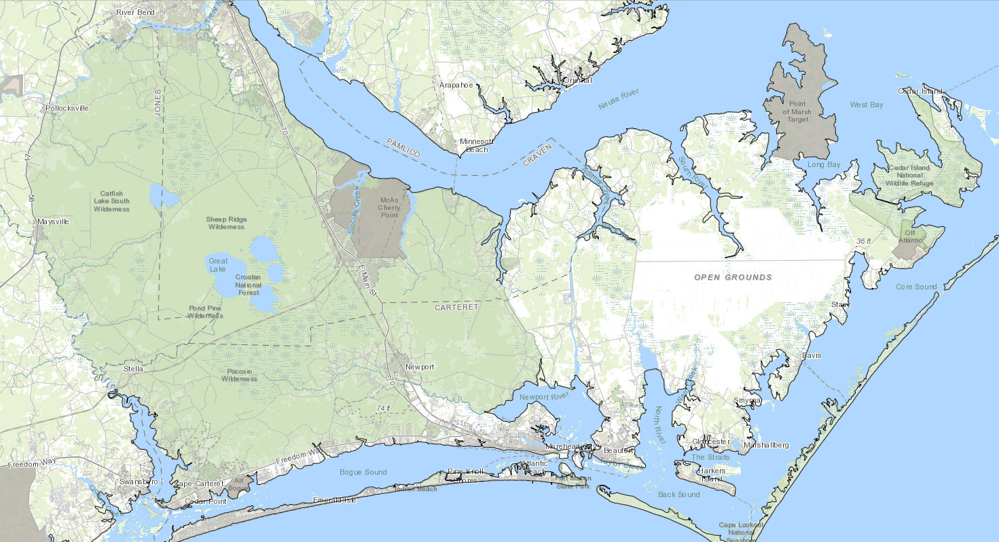 River Bend
Arapahoe
Oriental
Neuse River
Cedar Island
West Bay
Pollocksville
JONES
70
Point
of Marsh
Target
Minnesott
Beach
PAMLICO
CRAVEN
17
Long Bay
South River
Adams Creek
Cedar Island
National
Wildlife Refuge
Catfish
Lake South
Wilderness
58
Maysville
Sheep Ridge
Wilderness
Slocum Creek
McAs
Cherry
Point
Olf
Atlantic
36 ft
Great
Lake
Croatan
National
Forest
E Main St
OPEN GROUNDS
Core Sound
Pond Pine
Wilderness
CARTERET
Stacy
Davis
Stella
Pocosin
Wilderness
Newport
70
Newport River
Ward Creek
Smyrna
74 ft
North River
Gloucester
Marshallberg
Freedom-Way
Freedom-Way
Beaufort
The Straits
Bogue Sound
Pine Knoll
Shores
Atlantic
Beach
Harkers
Island
Swansboro
Cape Carteret
Alf
Bogue
Indian Beach
Fort Macon
State Park
Back Sound
Cedar Point
Emerald Isle
Cape Lookout
National
Seashore